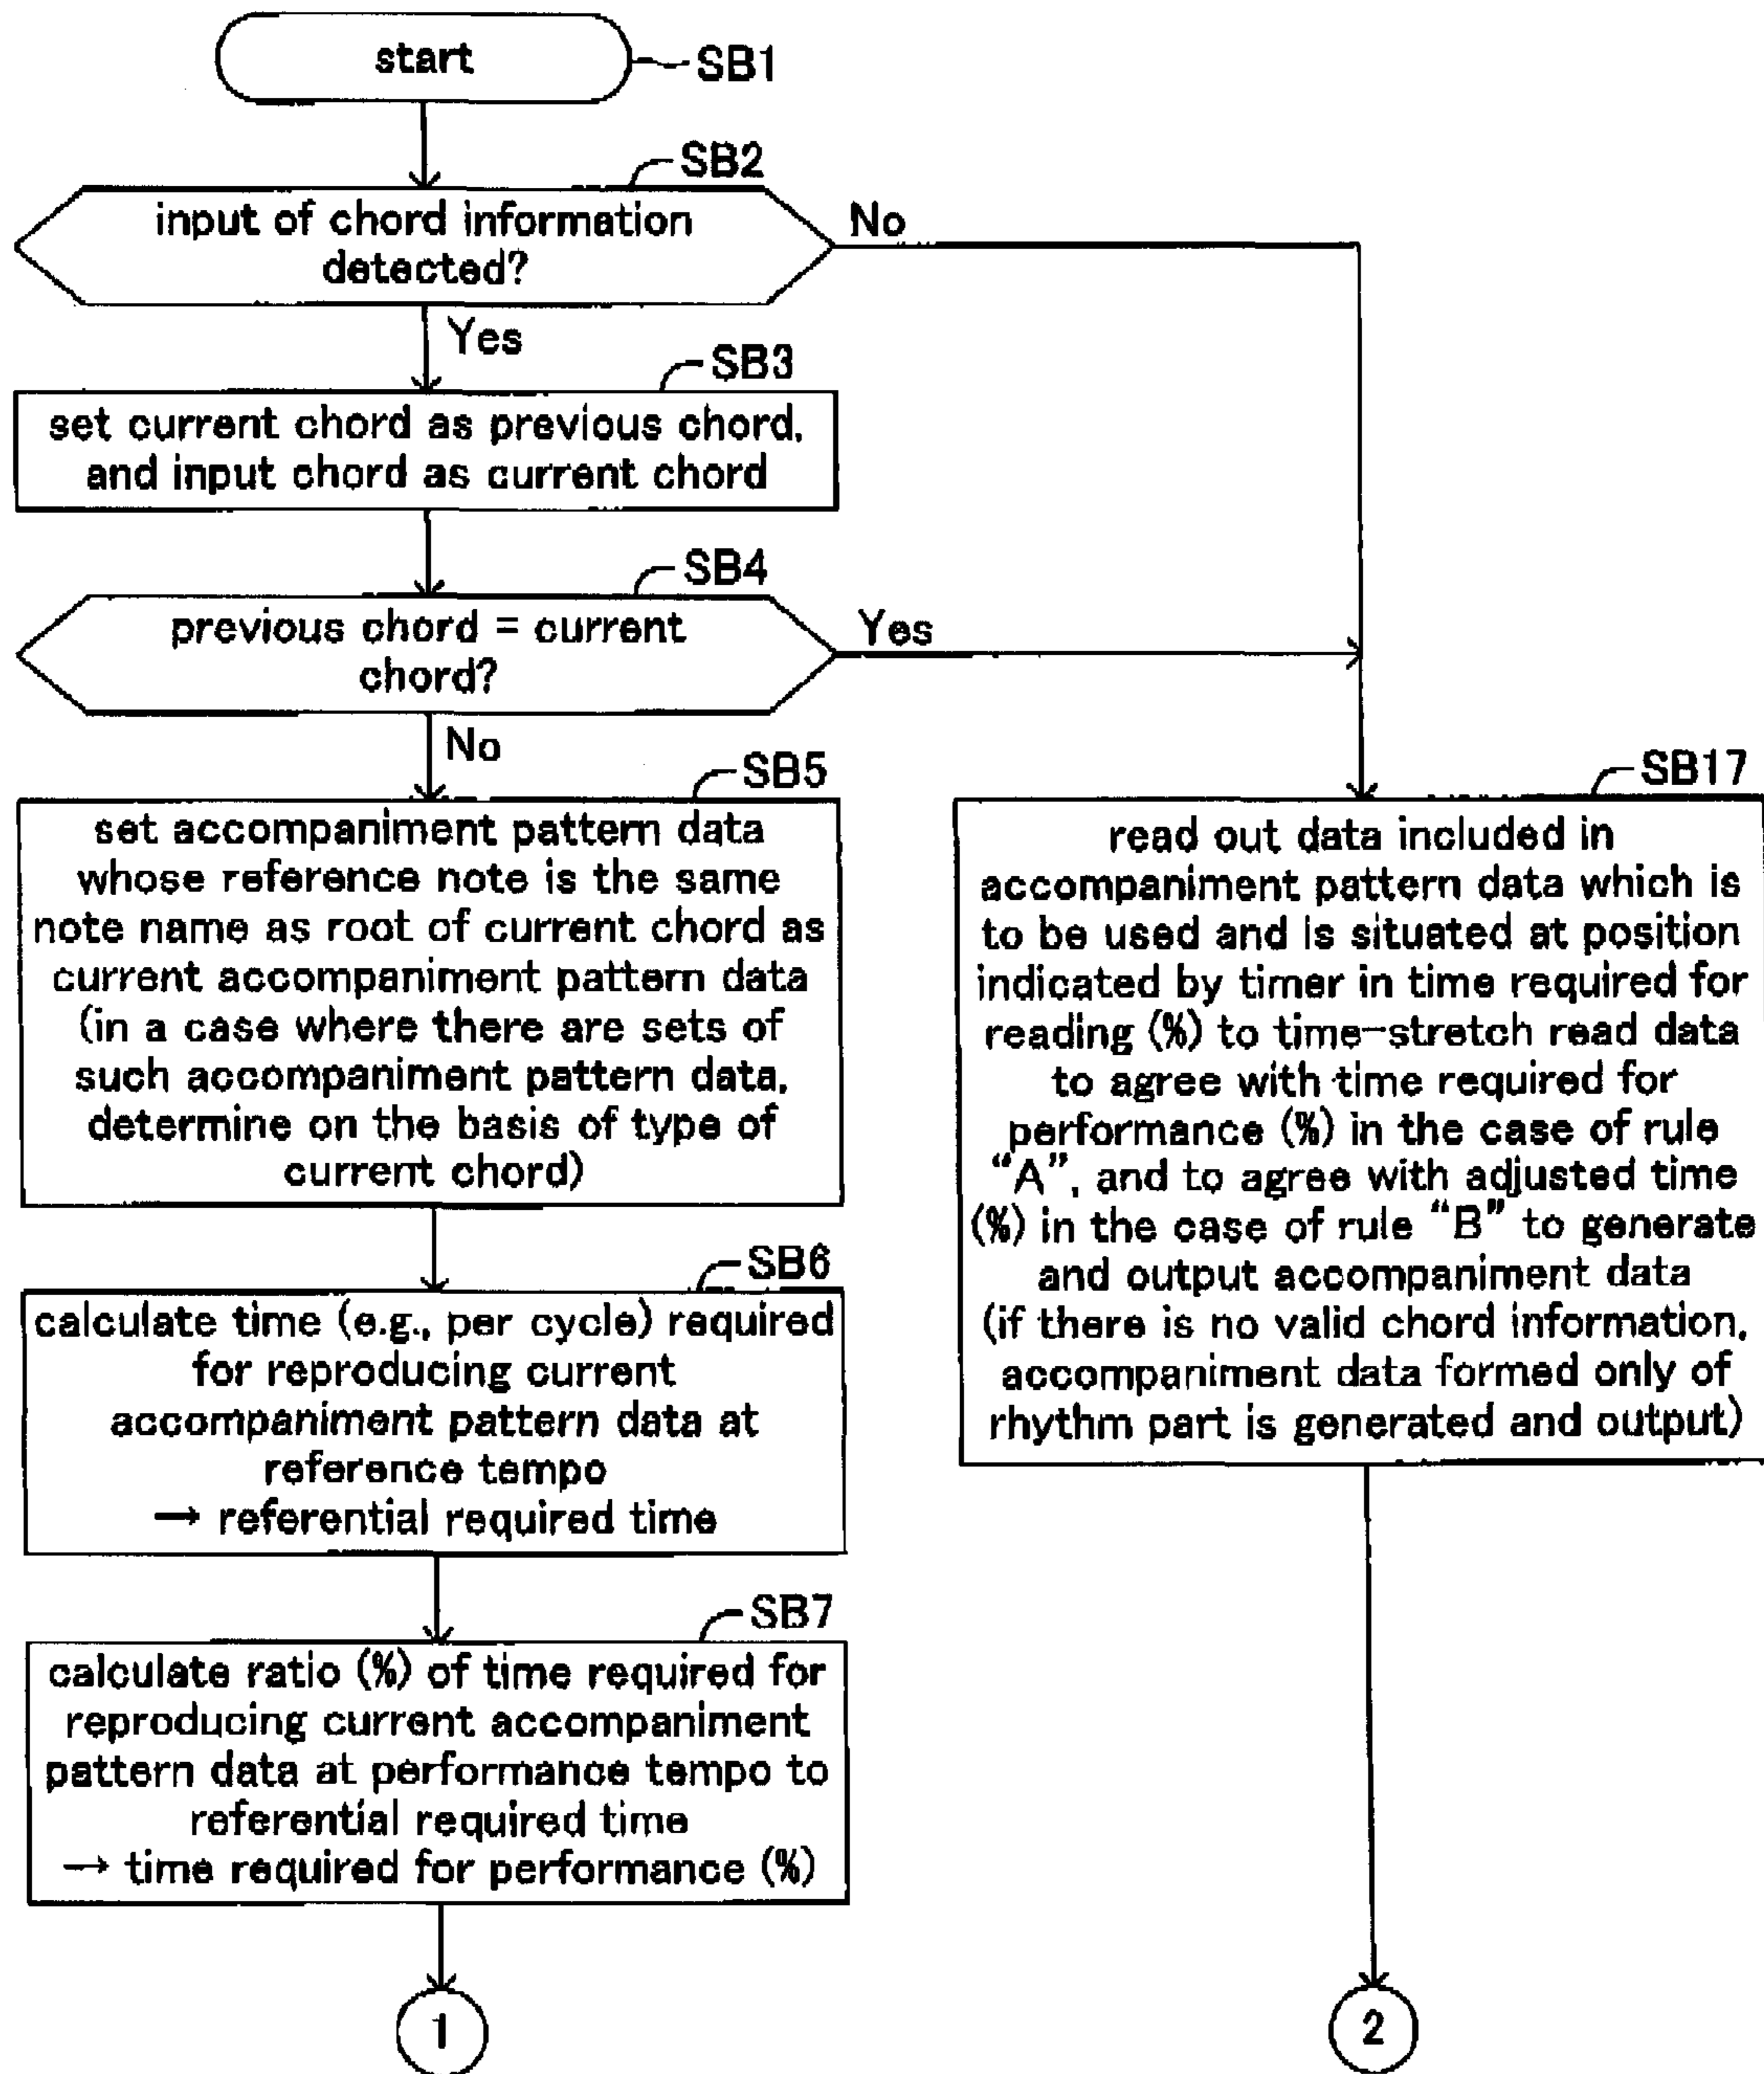 start
SB1
SB2
input of chord information
detected?
No
Yes
SB3
set current chord as previous chord,
and input chord as current chord
SB4
previous chord = current
chord?
Yes
No
SB5
set accompaniment pattern data
whose reference note is the same
note name as root of current chord as
current accompaniment pattern data
(in a case where there are sets of
such accompaniment pattern data,
determine on the basis of type of
current chord)
SB6
calculate time (e.g., per cycle) required
for reproducing current
accompaniment pattern data at
reference tempo
→ referential required time
SB7
calculate ratio (%) of time required for
reproducing current accompaniment
pattern data at performance tempo to
referential required time
→ time required for performance (%)
1
SB17
read out data included in
accompaniment pattern data which is
to be used and is situated at position
indicated by timer in time required for
reading (%) to time-stretch read data
to agree with time required for
performance (%) in the case of rule
“A”, and to agree with adjusted time
(%) in the case of rule “B” to generate
and output accompaniment data
(if there is no valid chord information,
accompaniment data formed only of
rhythm part is generated and output)
2